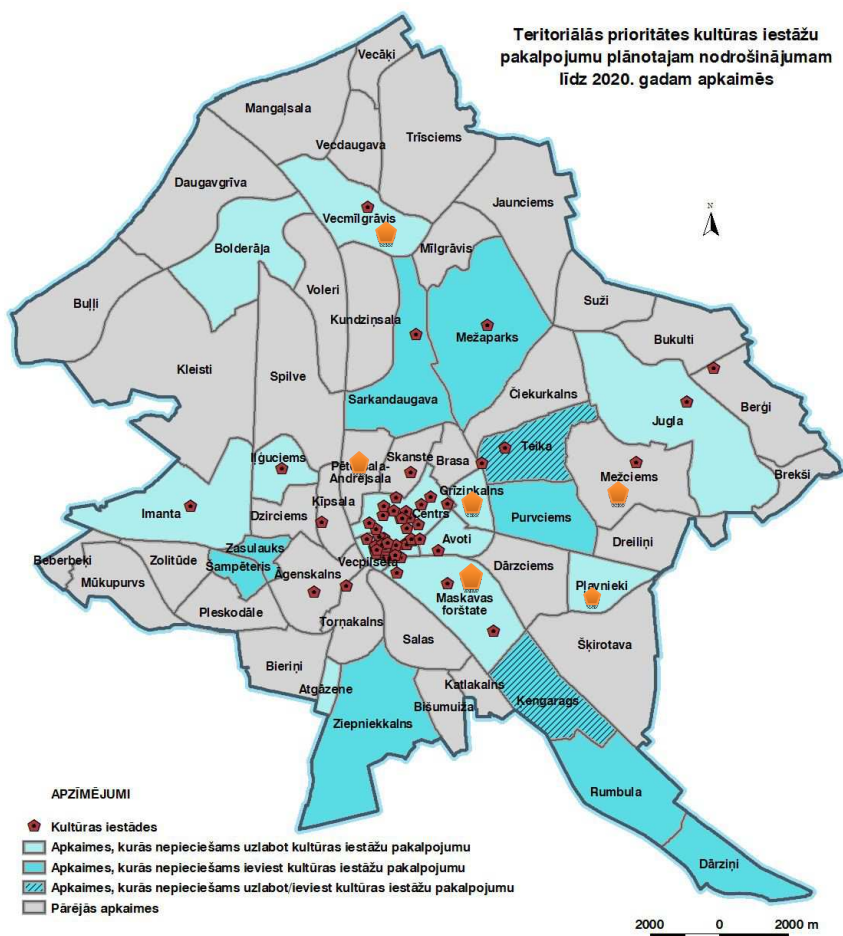 Teritoriālās prioritātes kultūras iestāžu
pakalpojumu plānotajam nodrošinājumam
līdz 2020. gadam apkaimēs
Vecāķi
Mangaļsala
Vecdaugava
Trīsciems
Daugavgrīva
Jaunciems
N
Vecmīlgrāvis
Bolderāja
Mīlgrāvis
Voleri
Buļļi
Suži
Kundziņsala
Mežaparks
Bukulti
Kleisti
Spilve
Čiekurkalns
Sarkandaugava
Jugla
Berģi
Teika
Iļģuciems
Skanste
Brasa
Pētersala-
Andrejsala
Mežciems
Brekši
Grīziņkalns
Imanta
Dzirciems
Ķīpsala
Centrs
Purvciems
Avoti
Dreiliņi
Zasulauks
Beberbeķi
Zolitūde
Šampēteris
Vecpilsēta
Dārzciems
Mūkupurvs
Āgenskalns
Pļavnieki
Maskavas
forštate
Pleskodāle
Torņakalns
Salas
Šķirotava
Bieriņi
Atgāzene
Katlakalns
Ķengarags
Bišumuiža
Ziepniekkalns
Rumbula
Dārziņi
APZĪMĒJUMI
Kultūras iestādes
Apkaimes, kurās nepieciešams uzlabot kultūras iestāžu pakalpojumu
Apkaimes, kurās nepieciešams ieviest kultūras iestāžu pakalpojumu
Apkaimes, kurās nepieciešams uzlabot/ieviest kultūras iestāžu pakalpojumu
Pārējās apkaimes
2000 0 2000 m